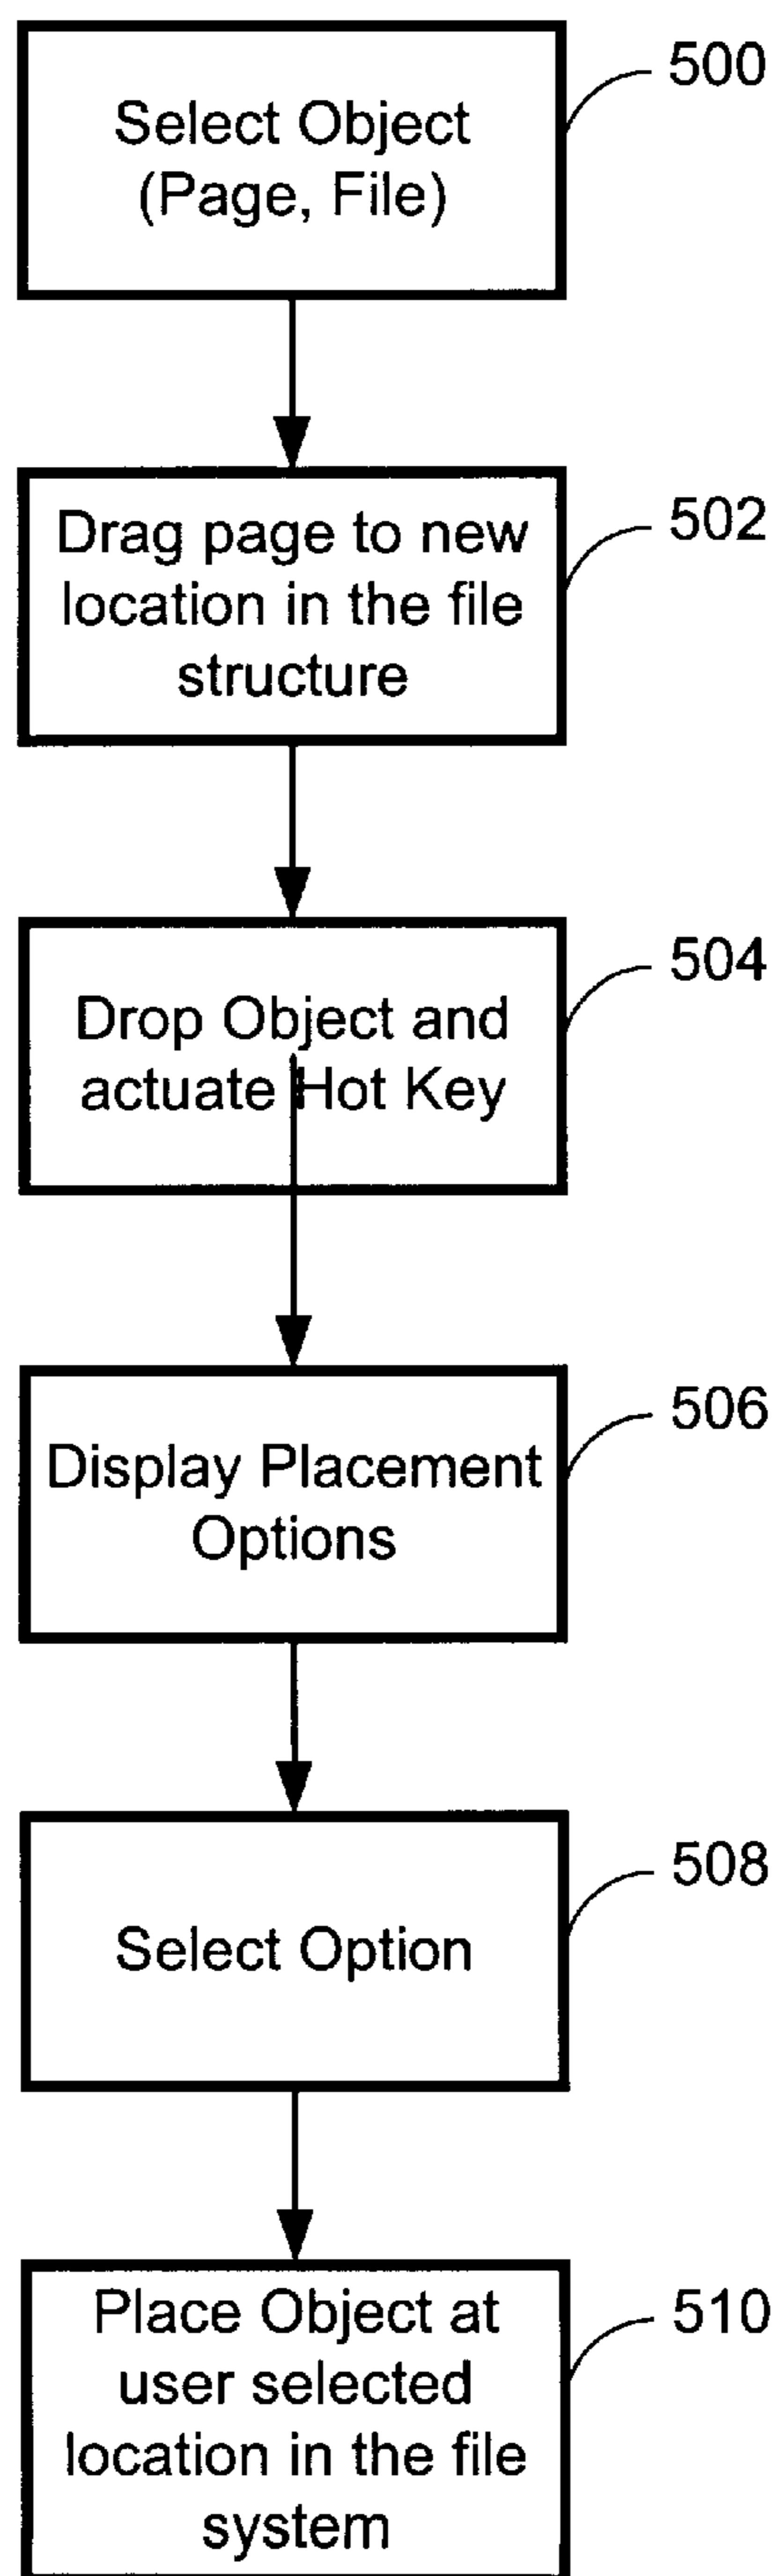 Select Object
(Page, File)
500
Drag page to new
location in the file
structure
502
Drop Object and
actuate Hot Key
504
Display Placement
Options
506
Select Option
508
Place Object at
user selected
location in the file
system
510